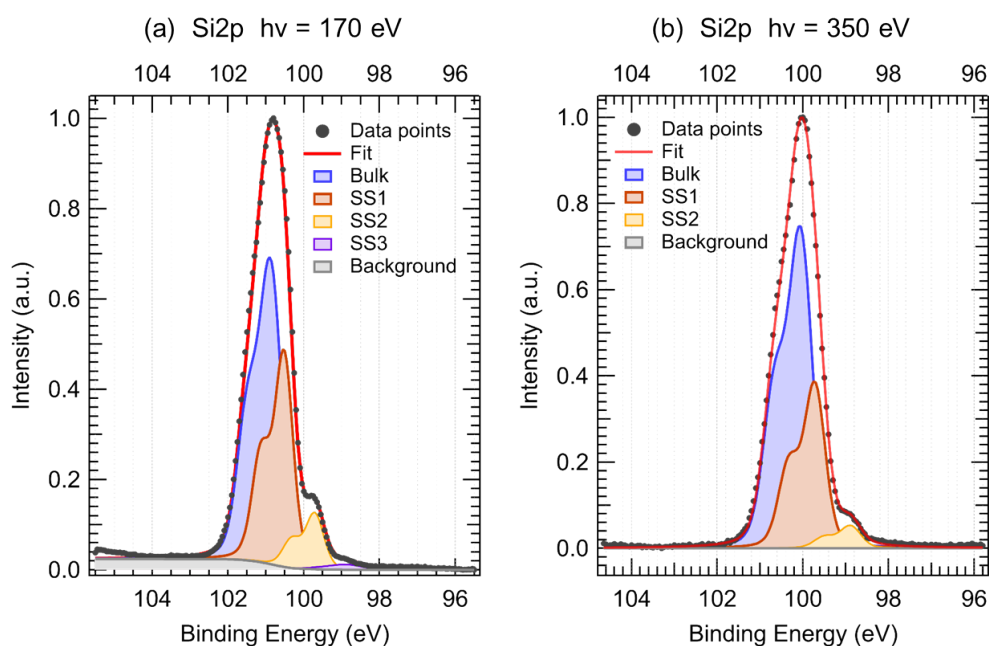 (a) Si2p hν = 170 eV
104 102 100 98 96
1.0
0.8
0.6
0.4
0.2
0.0
Intensity (a.u.)
Data points
Fit
Bulk
SS1
SS2
SS3
Background
104 102 100 98 96
Binding Energy (eV)
(b) Si2p hν = 350 eV
104 102 100 98 96
1.0
0.8
0.6
0.4
0.2
0.0
Intensity (a.u.)
Data points
Fit
Bulk
SS1
SS2
Background
104 102 100 98 96
Binding Energy (eV)